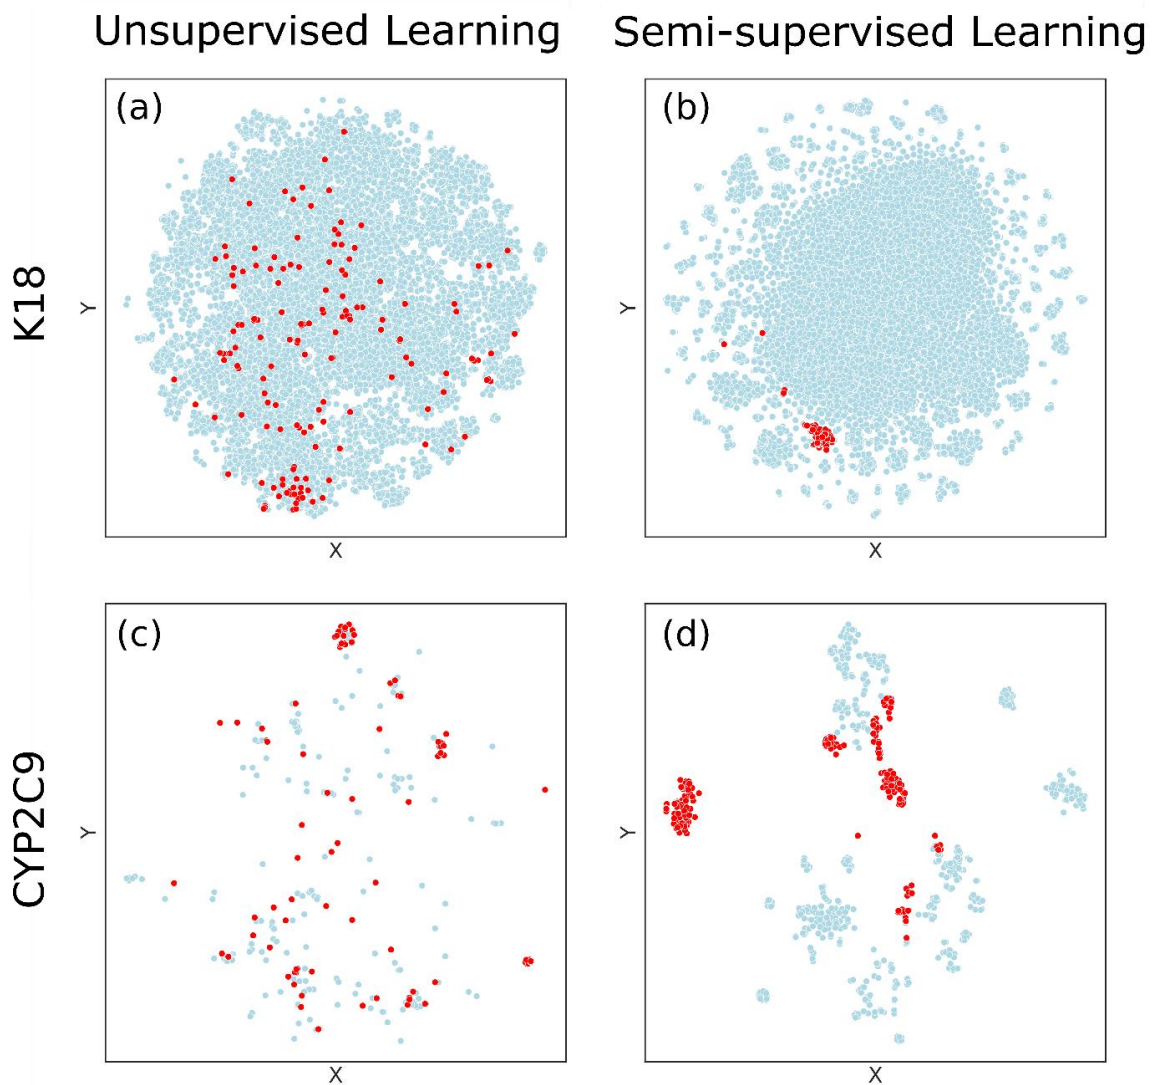 Unsupervised Learning
Semi-supervised Learning
K18
(a)
Y
X
(b)
Y
X
CYP2C9
(c)
Y
X
(d)
Y
X